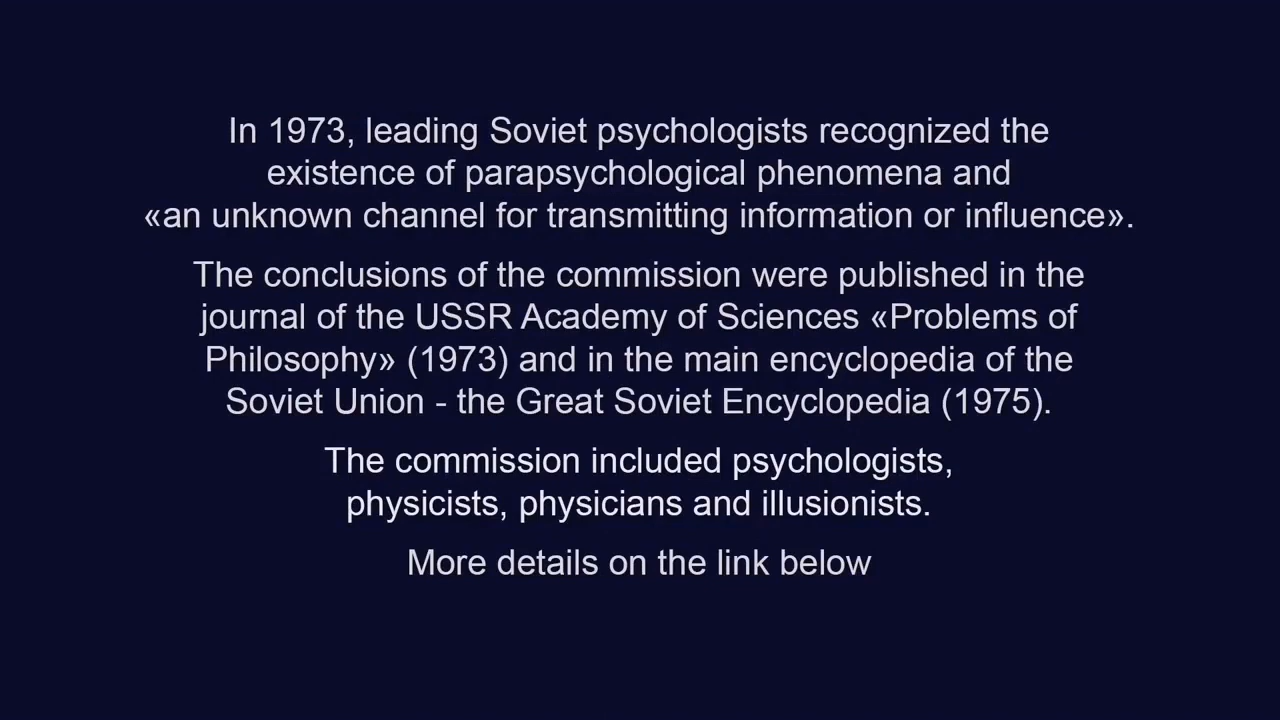 In 1973, leading Soviet psychologists recognized the
existence of parapsychological phenomena and
«an unknown channel for transmitting information or influence».
The conclusions of the commission were published in the
journal of the USSR Academy of Sciences «Problems of
Philosophy» (1973) and in the main encyclopedia of the
Soviet Union - the Great Soviet Encyclopedia (1975).
The commission included psychologists,
physicists, physicians and illusionists.
More details on the link below